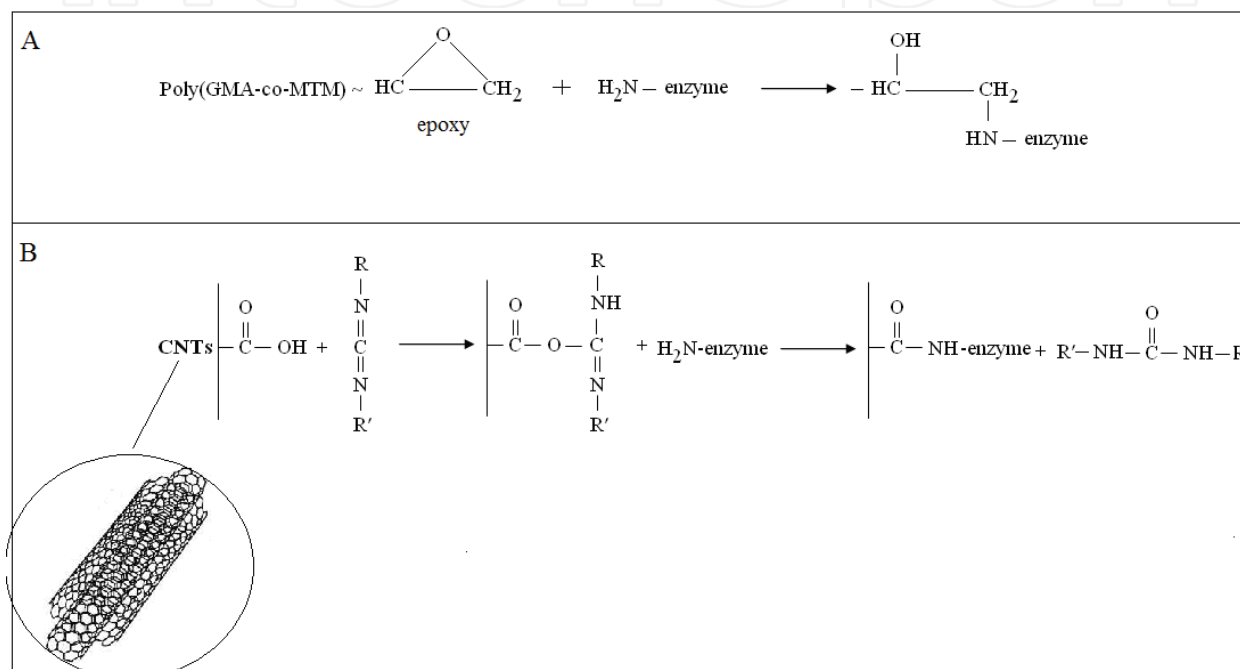 A
O
OH
Poly(GMA-co-MTM) ~ HC CH2 + H2N – enzyme – HC CH2
epoxy
HN – enzyme
B
R
R
O
N
O
NH
O
O
CNTs C – OH + C C – O – C + H2N-enzyme C – NH-enzyme + R' – NH – C – NH – R
N
N
R'
R'